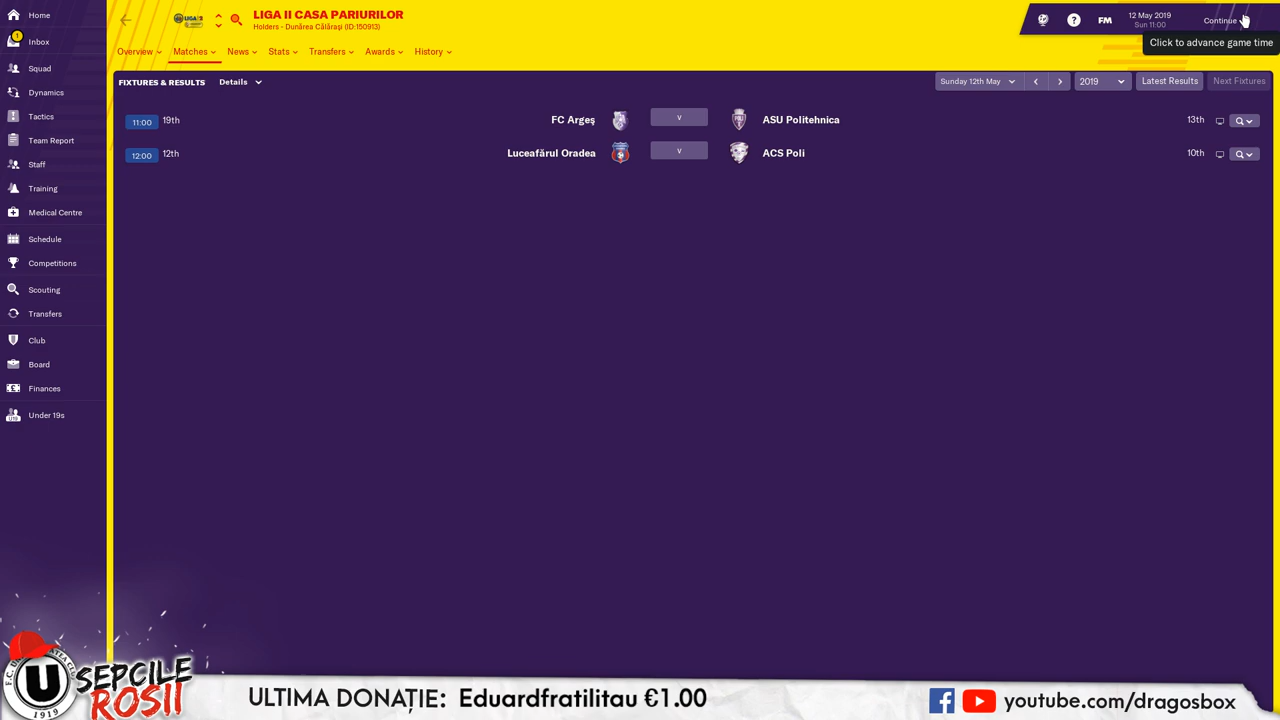 Home
1
Inbox
Squad
Dynamics
Tactics
Team Report
Staff
Training
Medical Centre
Schedule
Competitions
Scouting
Transfers
Club
Board
Finances
Under 19s
LIGA II CASA PARIURILOR
Holders - Dunărea Călărași (ID:150913)
? FM 12 May 2019 Continue
Sun 11:00
Click to advance game time
Overview Matches News Stats Transfers Awards History
FIXTURES & RESULTS Details Sunday 12th May 2019 Latest Results Next Fixtures
11:00 19th FC Argeş v ASU Politehnica 13th
12:00 12th Luceafărul Oradea v ACS Poli 10th
U
1919
SEPCILE
ROSII
ULTIMA DONAȚIE: Eduardfratilitau €1.00
youtube.com/dragosbox